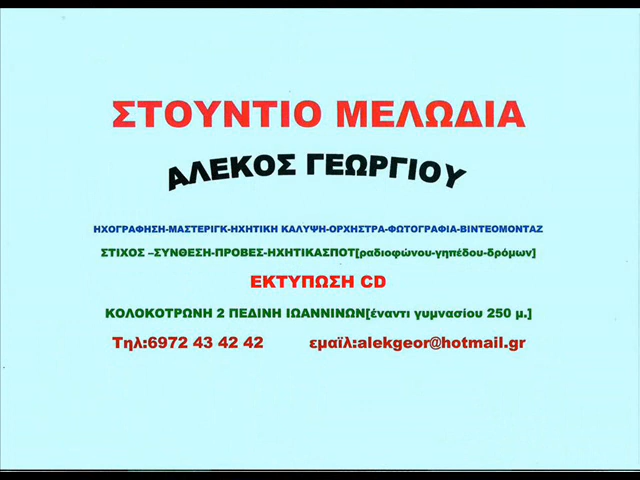 ΣΤΟΥΝΤΙΟ ΜΕΛΩΔΙΑ
ΑΛΕΚΟΣ ΓΕΩΡΓΙΟΥ
ΗΧΟΓΡΑΦΗΣΗ-ΜΑΣΤΕΡΙΓΚ-ΗΧΗΤΙΚΗ ΚΑΛΥΨΗ-ΟΡΧΗΣΤΡΑ-ΦΩΤΟΓΡΑΦΙΑ-ΒΙΝΤΕΟΜΟΝΤΑΖ
ΣΤΙΧΟΣ –ΣΥΝΘΕΣΗ-ΠΡΟΒΕΣ-ΗΧΗΤΙΚΑΣΠΟΤ[ραδιοφώνου-γηπέδου-δρόμων]
ΕΚΤΥΠΩΣΗ CD
ΚΟΛΟΚΟΤΡΩΝΗ 2 ΠΕΔΙΝΗ ΙΩΑΝΝΙΝΩΝ[έναντι γυμνασίου 250 μ.]
Τηλ:6972 43 42 42 εμαϊλ:alekgeor@hotmail.gr